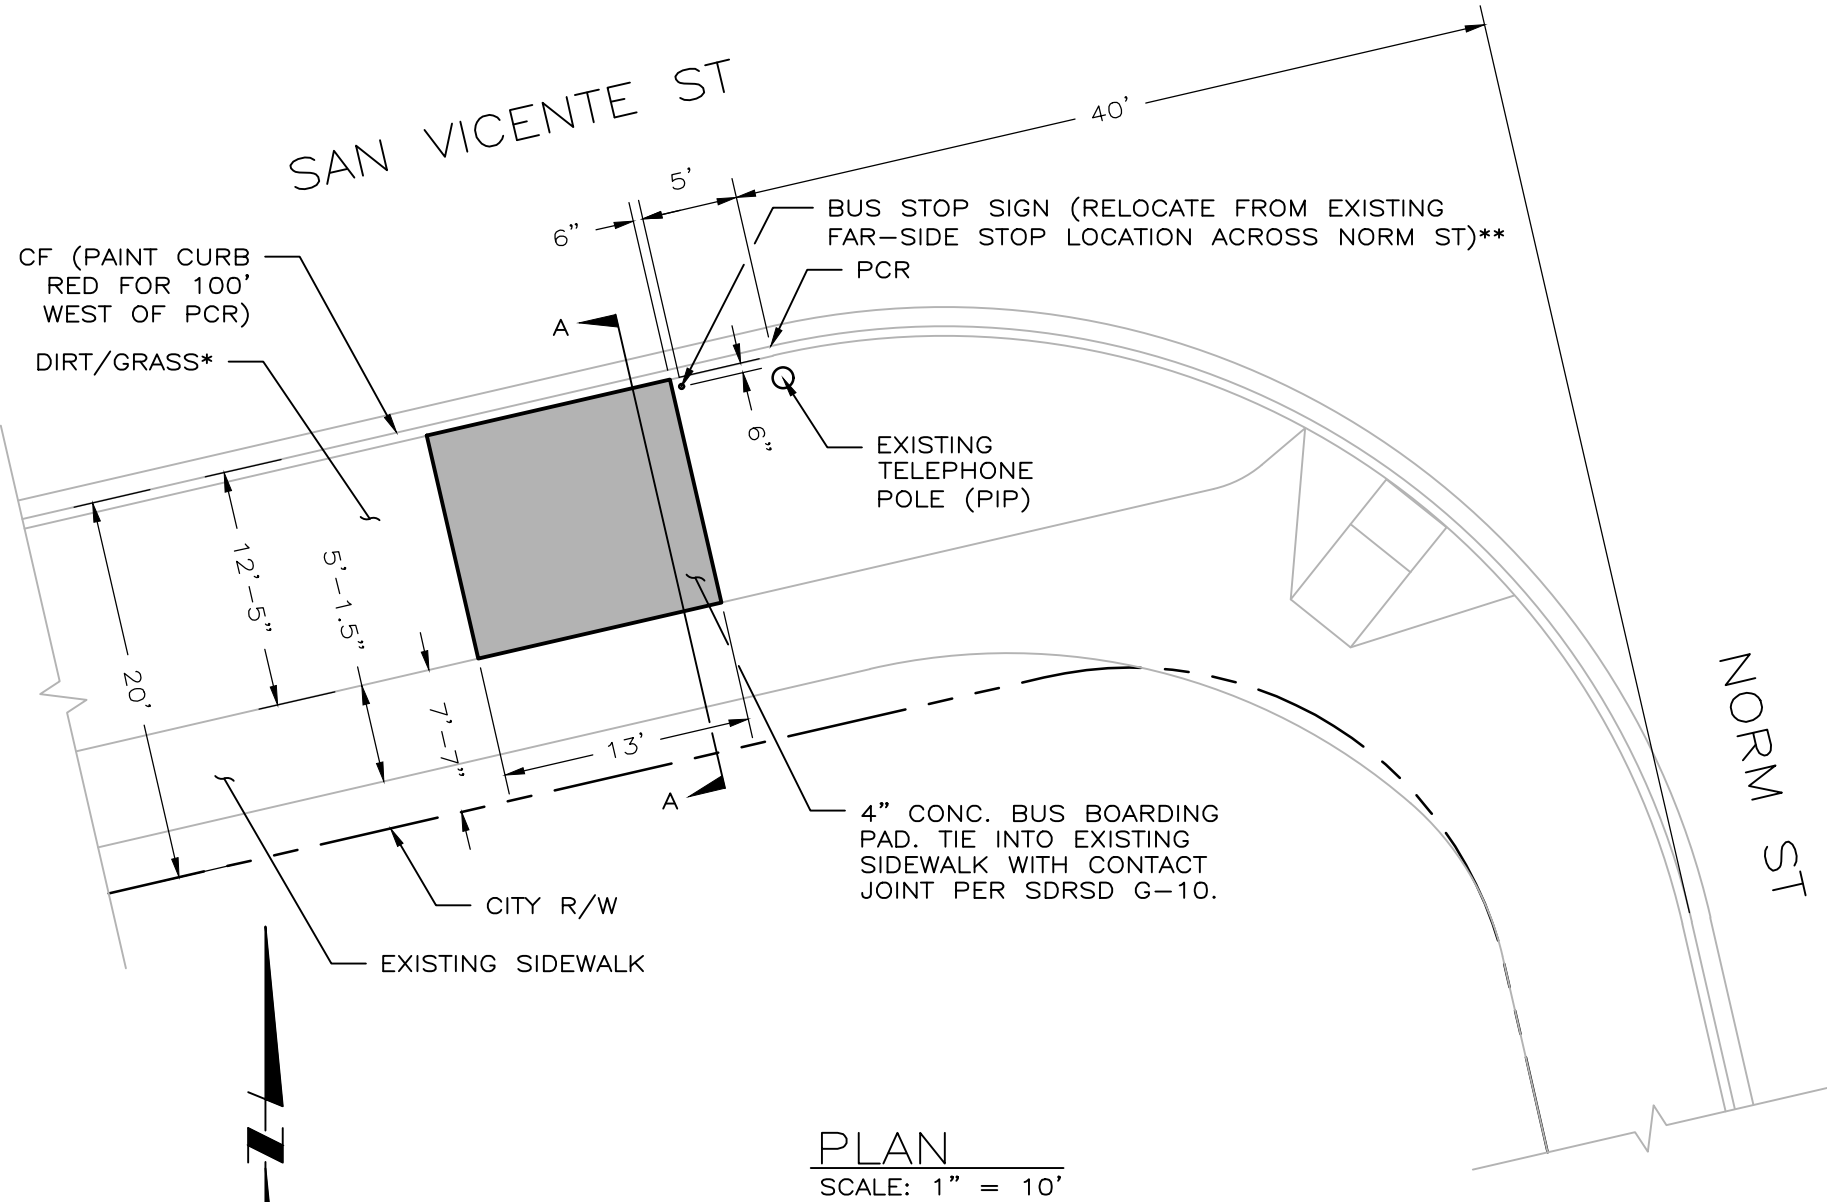 SAN VICENTE ST
40'
5'
6"
BUS STOP SIGN (RELOCATE FROM EXISTING
FAR-SIDE STOP LOCATION ACROSS NORM ST)**
PCR
CF (PAINT CURB
RED FOR 100'
WEST OF PCR)
DIRT/GRASS*
A
6"
EXISTING
TELEPHONE
POLE (PIP)
12'-5"
5'-1.5"
20'
7'-7"
13'
A
4" CONC. BUS BOARDING
PAD. TIE INTO EXISTING
SIDEWALK WITH CONTACT
JOINT PER SDRSD G-10.
NORM ST
CITY R/W
EXISTING SIDEWALK
N
PLAN
SCALE: 1" = 10'